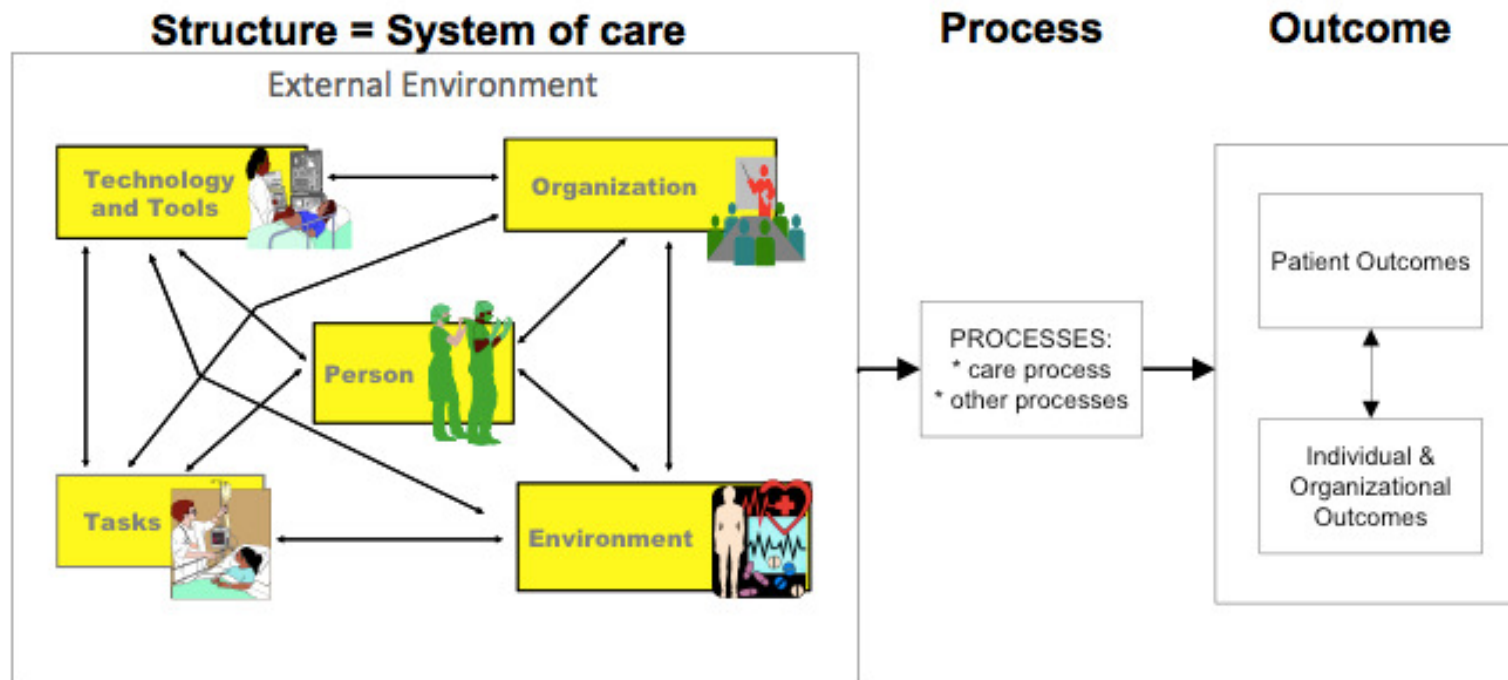 Structure = System of care
Process
Outcome
External Environment
Technology
and Tools
Organization
Person
Tasks
Environment
PROCESSES:
* care process
* other processes
Patient Outcomes
Individual &
Organizational
Outcomes